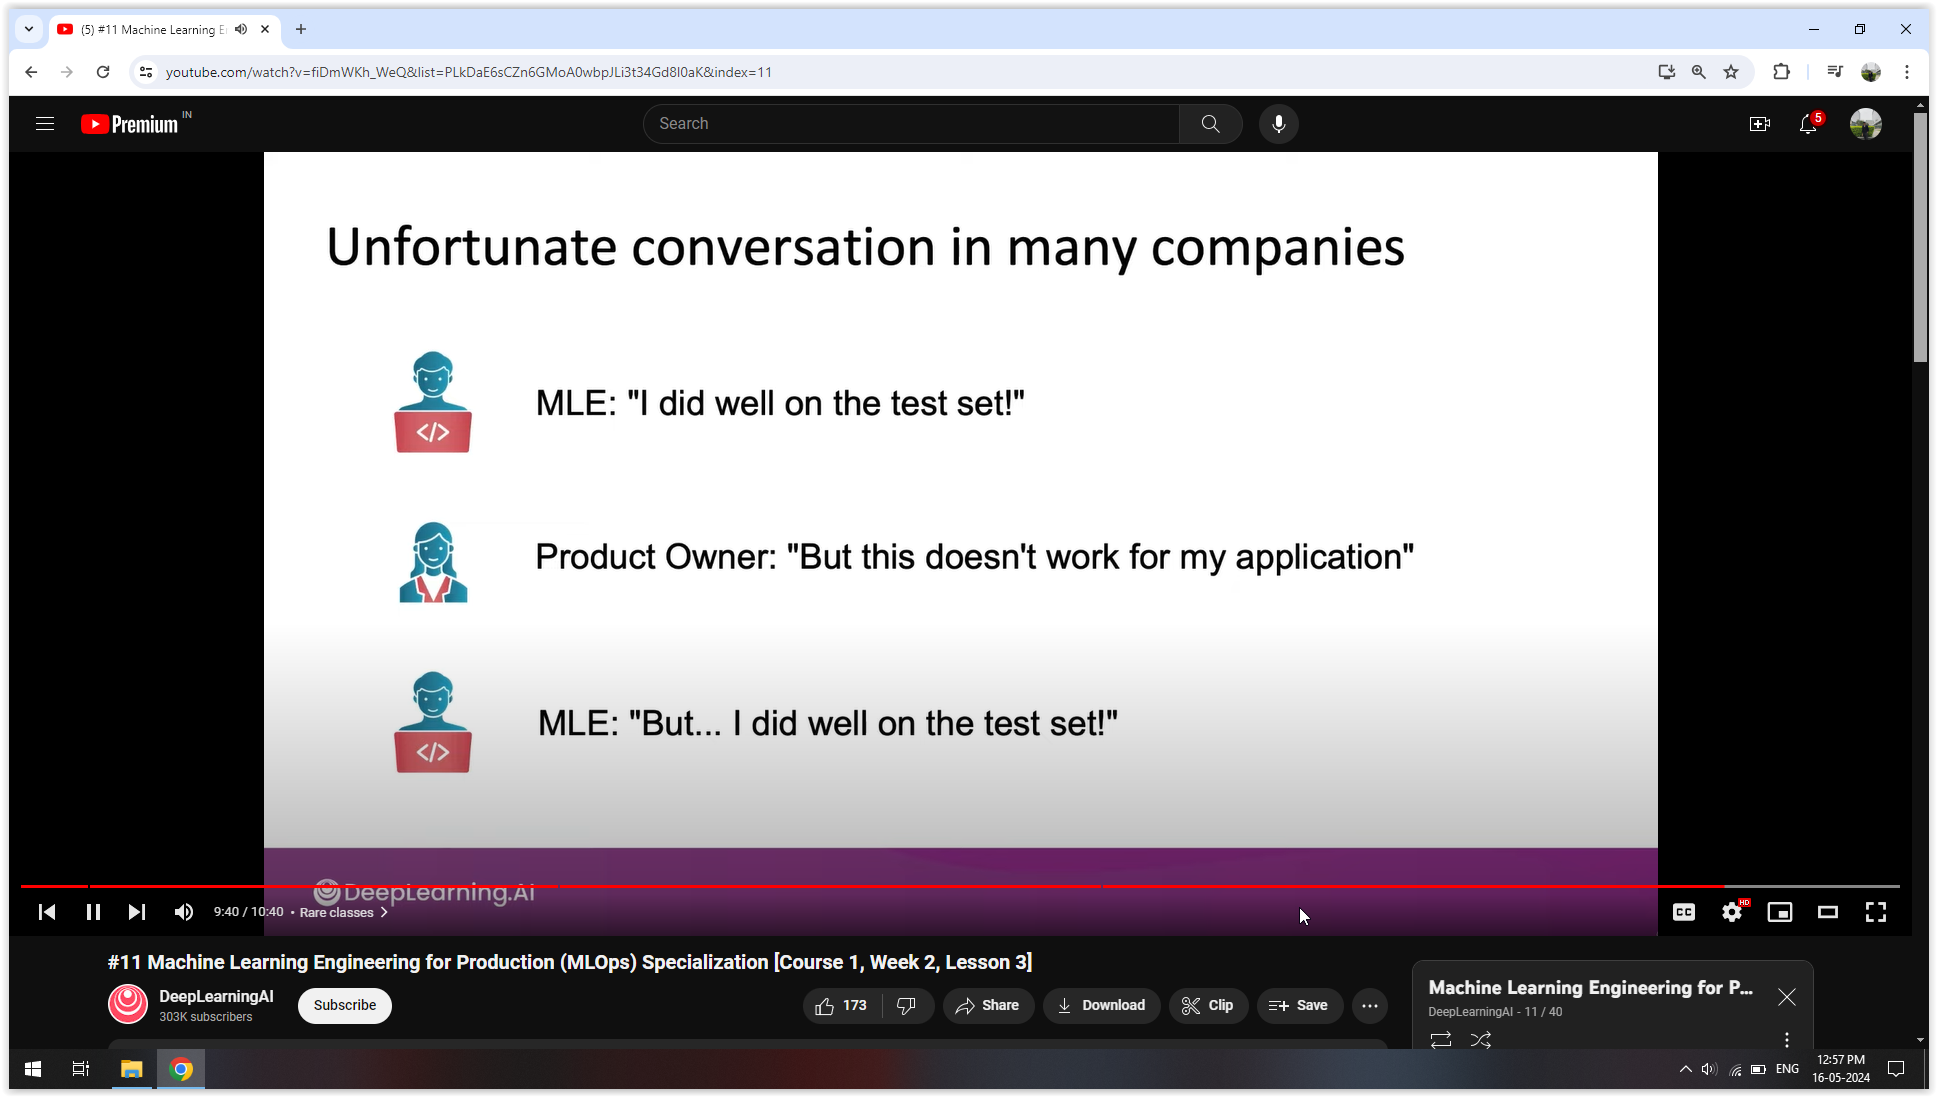 (5) #11 Machine Learning E
youtube.com/watch?v=fiDmWKh_WeQ&list=PLkDaE6sCZn6GMoA0wbpJLi3t34Gd8l0aK&index=11
Premium IN
Search
5
Unfortunate conversation in many companies
MLE: "I did well on the test set!"
</>
Product Owner: "But this doesn't work for my application"
MLE: "But... I did well on the test set!"
</>
DeepLearning.AI
9:40 / 10:40 • Rare classes
CC
HD
#11 Machine Learning Engineering for Production (MLOps) Specialization [Course 1, Week 2, Lesson 3]
DeepLearningAI
303K subscribers
Subscribe
173
Share
Download
Clip
Save
Machine Learning Engineering for P...
DeepLearningAI - 11 / 40
ENG
12:57 PM
16-05-2024